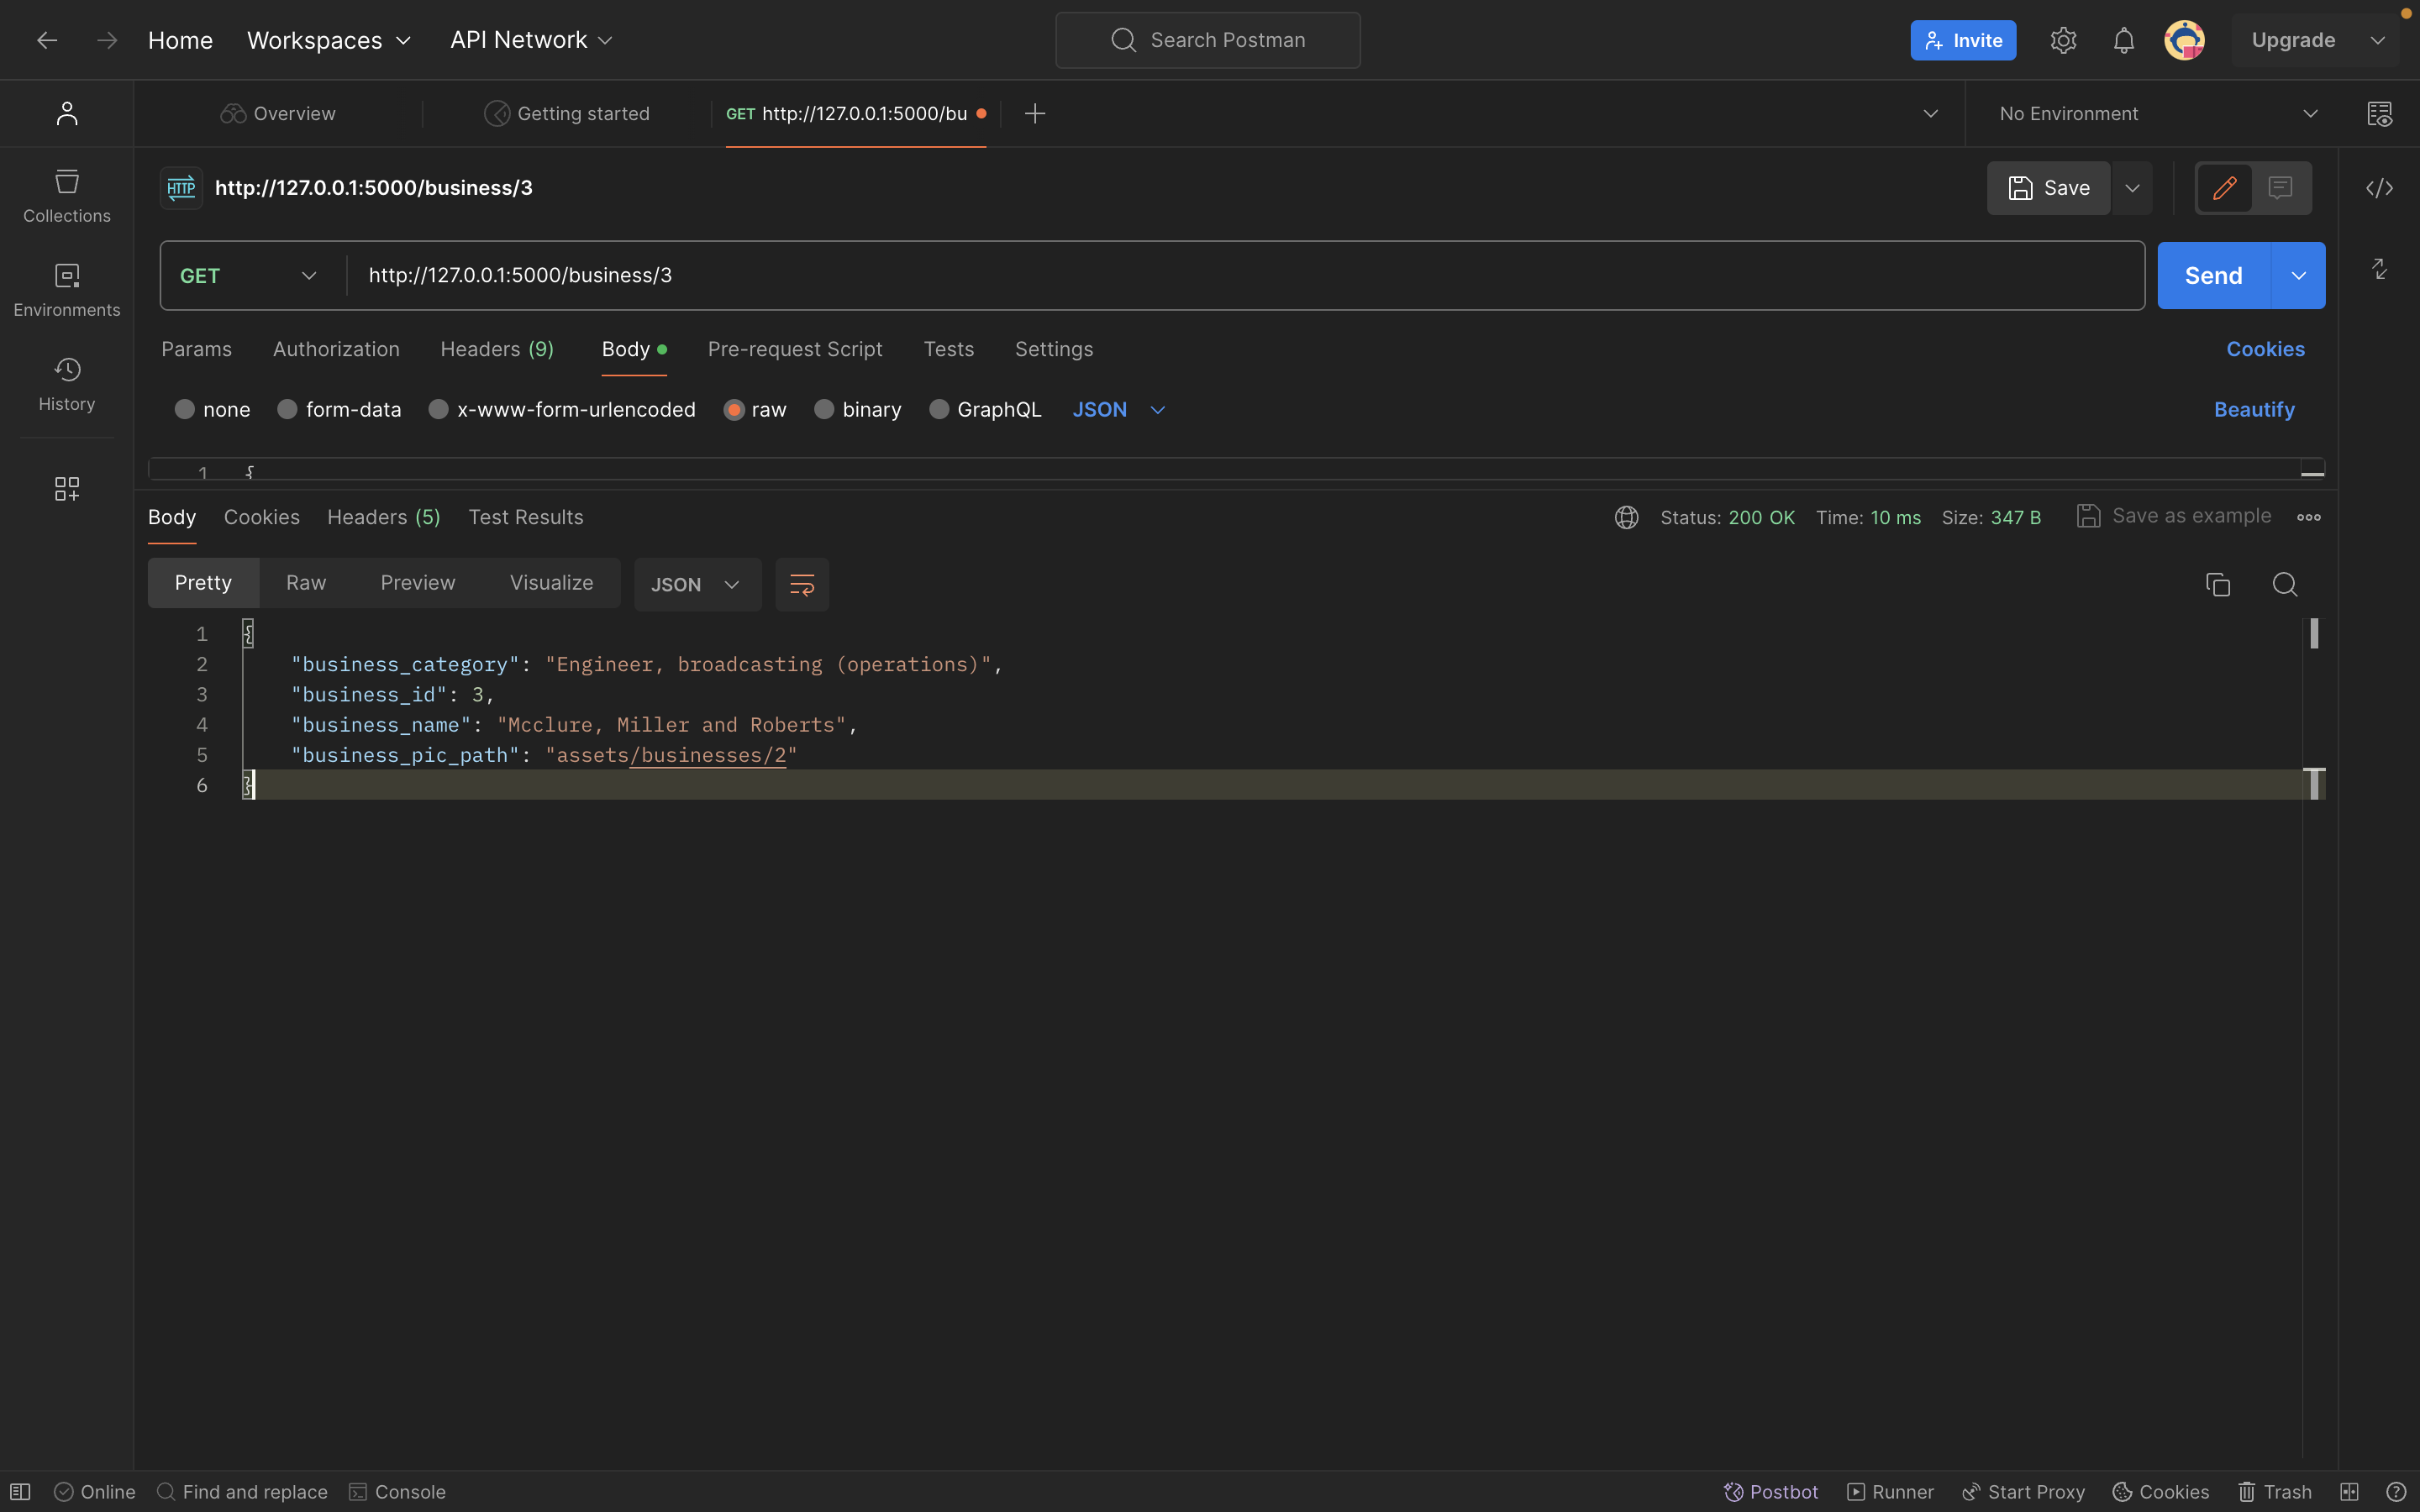 Home Workspaces API Network Search Postman Invite Upgrade
Overview Getting started GET http://127.0.0.1:5000/bu No Environment
HTTP http://127.0.0.1:5000/business/3 Save
Collections
GET http://127.0.0.1:5000/business/3 Send
Environments
Params Authorization Headers (9) Body Pre-request Script Tests Settings Cookies
History
none form-data x-www-form-urlencoded raw binary GraphQL JSON Beautify
1 {
Body Cookies Headers (5) Test Results Status: 200 OK Time: 10 ms Size: 347 B Save as example
Pretty Raw Preview Visualize JSON
1 {
2 "business_category": "Engineer, broadcasting (operations)",
3 "business_id": 3,
4 "business_name": "Mcclure, Miller and Roberts",
5 "business_pic_path": "assets/businesses/2"
6 }
Online Find and replace Console Postbot Runner Start Proxy Cookies Trash